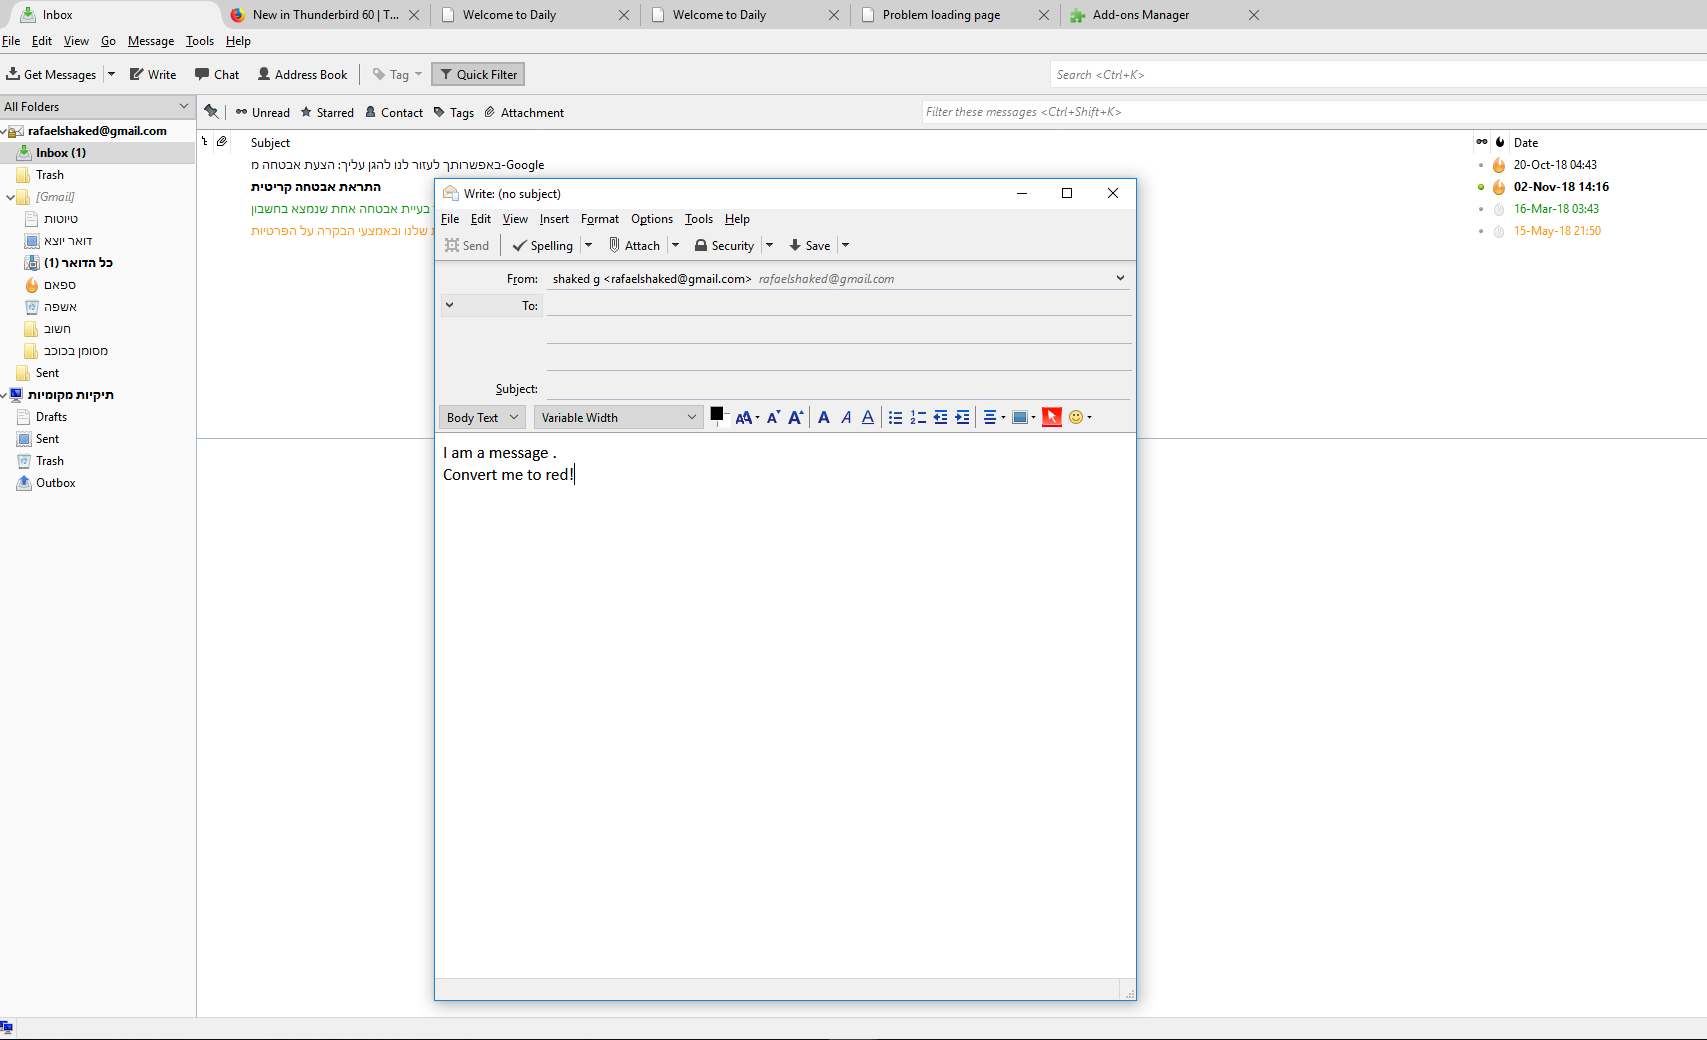 Inbox
New in Thunderbird 60 | T...
Welcome to Daily
Welcome to Daily
Problem loading page
Add-ons Manager
File Edit View Go Message Tools Help
Get Messages Write Chat Address Book Tag Quick Filter
Search <Ctrl+K>
All Folders
Unread Starred Contact Tags Attachment
Filter these messages <Ctrl+Shift+K>
rafaelshaked@gmail.com
Inbox (1)
Trash
[Gmail]
טיוטות
דואר יוצא
כל הדואר (1)
ספאם
אשפה
חשוב
מסומן בכוכב
Sent
תיקיות מקומיות
Drafts
Sent
Trash
Outbox
Subject Date
באפשרותך לעזור לנו להגן עליך: הצעת אבטחה מ-Google 20-Oct-18 04:43
התראת אבטחה קריטית 02-Nov-18 14:16
בעיית אבטחה אחת שנמצא בחשבון 16-Mar-18 03:43
שלנו ובאמצעי הבקרה על הפרטיות 15-May-18 21:50
Write: (no subject)
File Edit View Insert Format Options Tools Help
Send Spelling Attach Security Save
From: shaked g <rafaelshaked@gmail.com> rafaelshaked@gmail.com
To:
Subject:
Body Text Variable Width
I am a message .
Convert me to red!